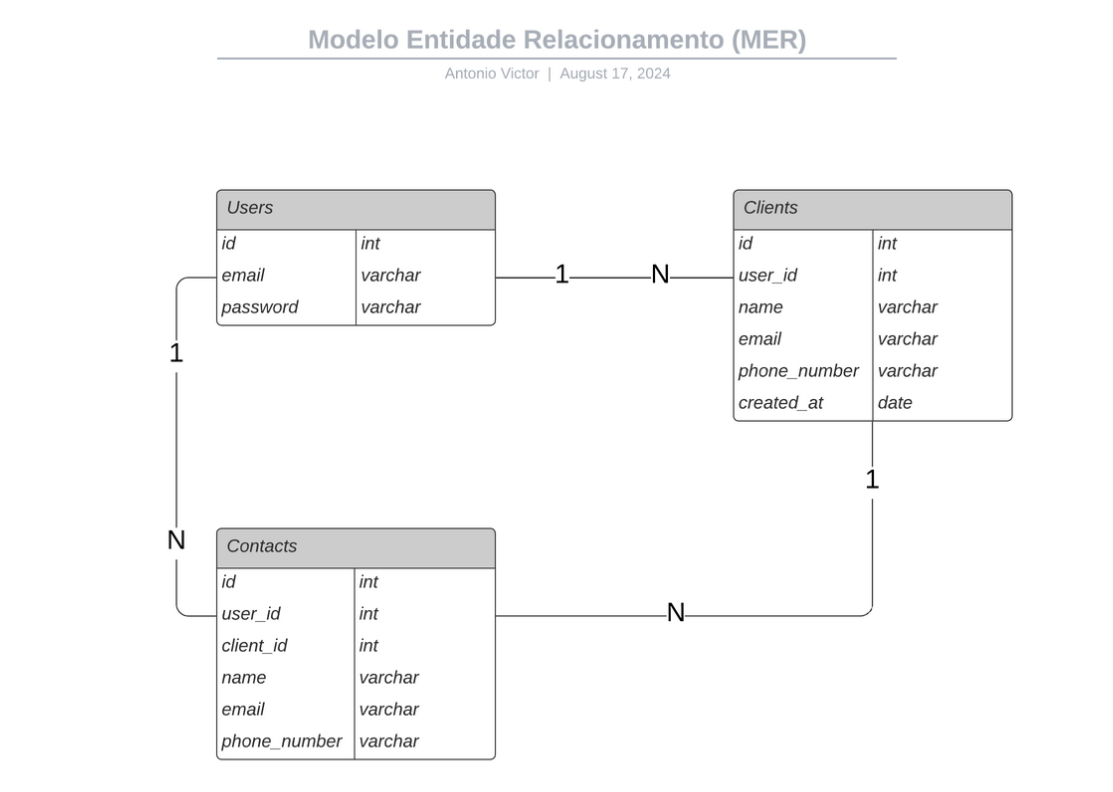 Modelo Entidade Relacionamento (MER)
Antonio Victor | August 17, 2024
Users
id int
email varchar
password varchar
1 N
Clients
id int
user_id int
name varchar
email varchar
phone_number varchar
created_at date
1
N
1
N
Contacts
id int
user_id int
client_id int
name varchar
email varchar
phone_number varchar